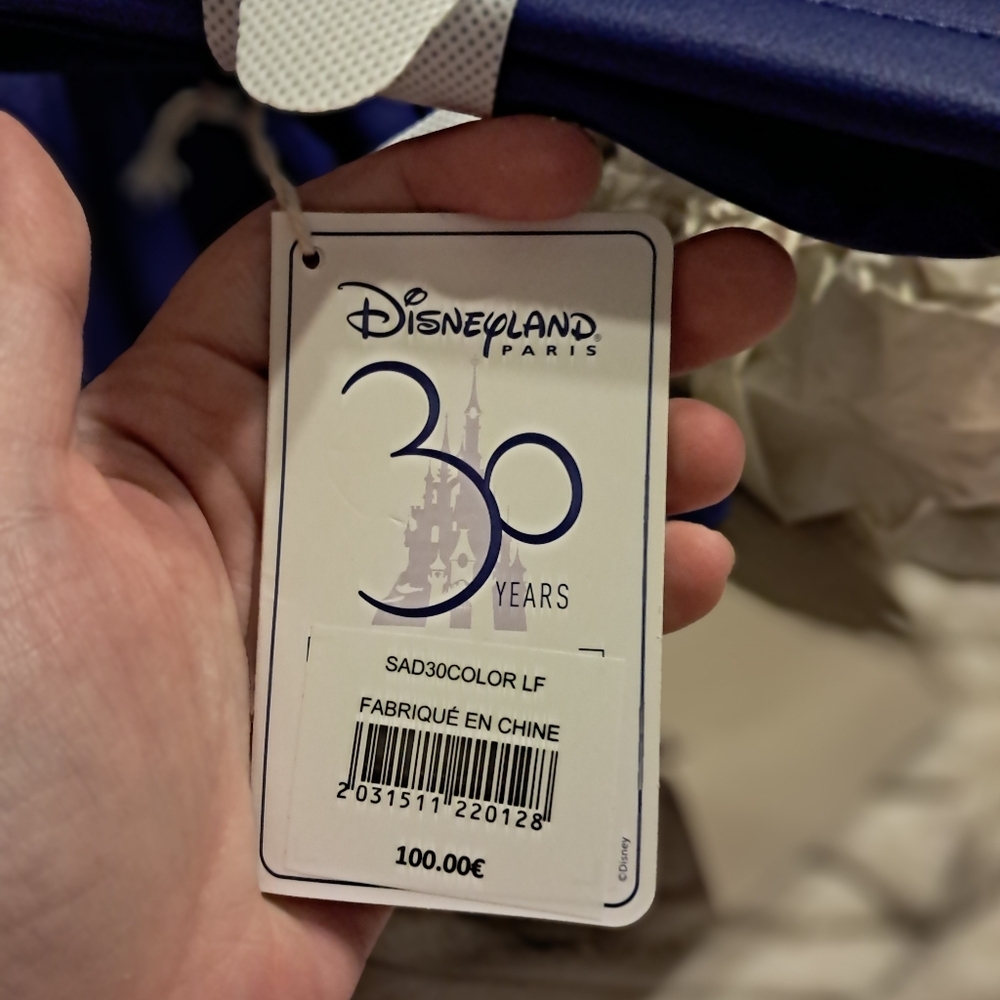 DISNEYLAND®
PARIS
30
YEARS
SAD30COLOR LF
FABRIQUÉ EN CHINE
2 031511 220128
100.00€
©Disney